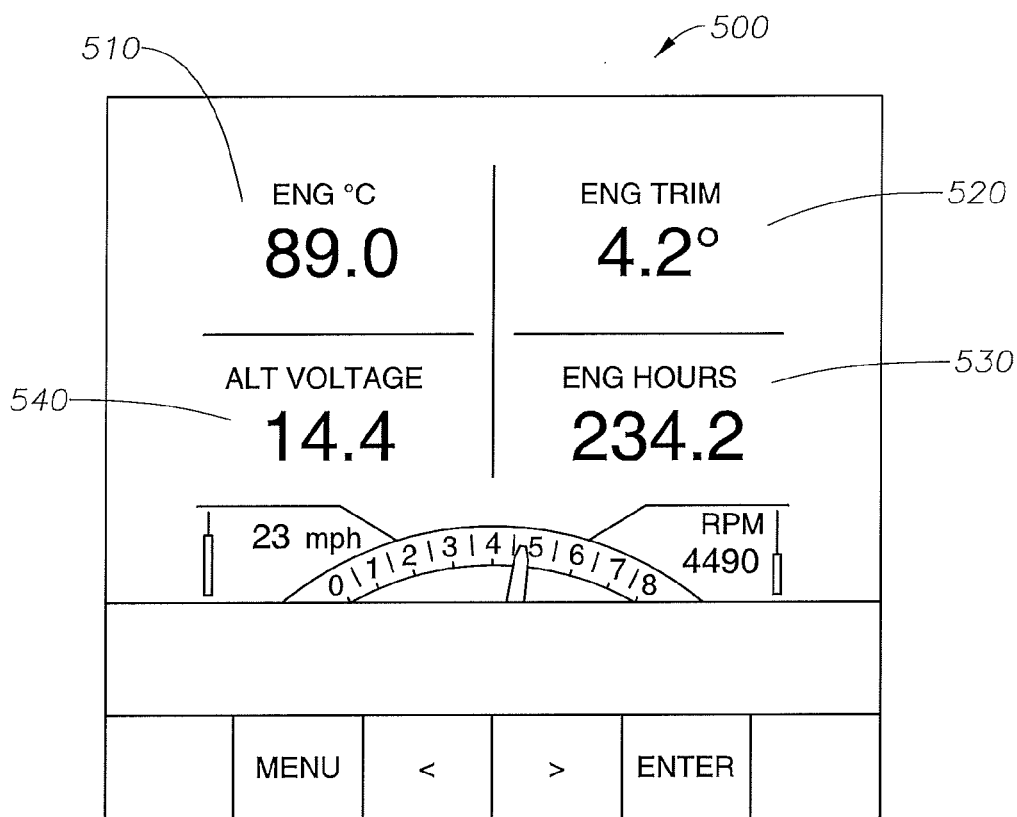 500
510
ENG °C
89.0
ENG TRIM
4.2°
520
ALT VOLTAGE
14.4
540
ENG HOURS
234.2
530
23 mph
0 1 2 3 4 5 6 7 8
RPM
4490
MENU < > ENTER